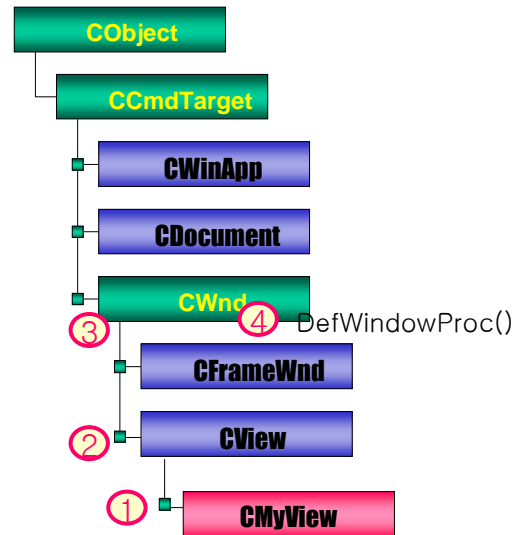 CObject
CCmdTarget
CWinApp
CDocument
CWnd
③ ④ DefWindowProc()
CFrameWnd
② CView
① CMyView